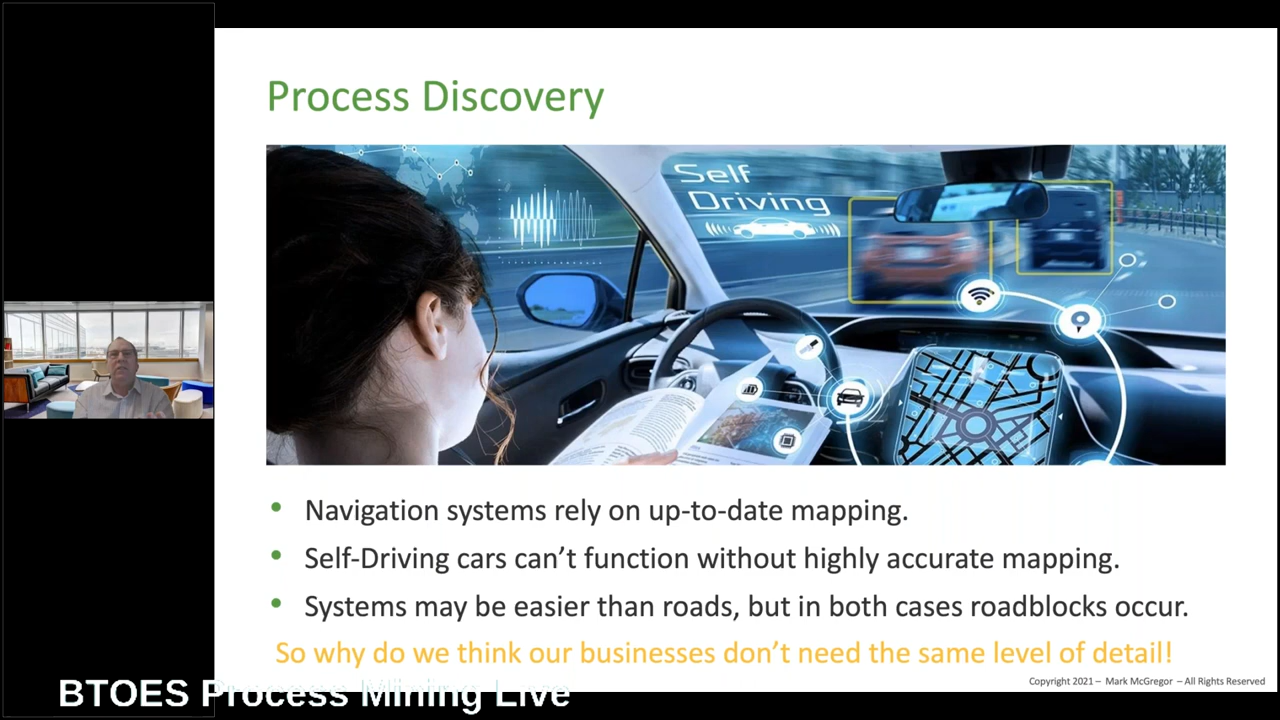 Process Discovery
Self
Driving
• Navigation systems rely on up-to-date mapping.
• Self-Driving cars can’t function without highly accurate mapping.
• Systems may be easier than roads, but in both cases roadblocks occur.
So why do we think our businesses don’t need the same level of detail!
Copyright 2021 – Mark McGregor – All Rights Reserved
BTOES Process Mining Live